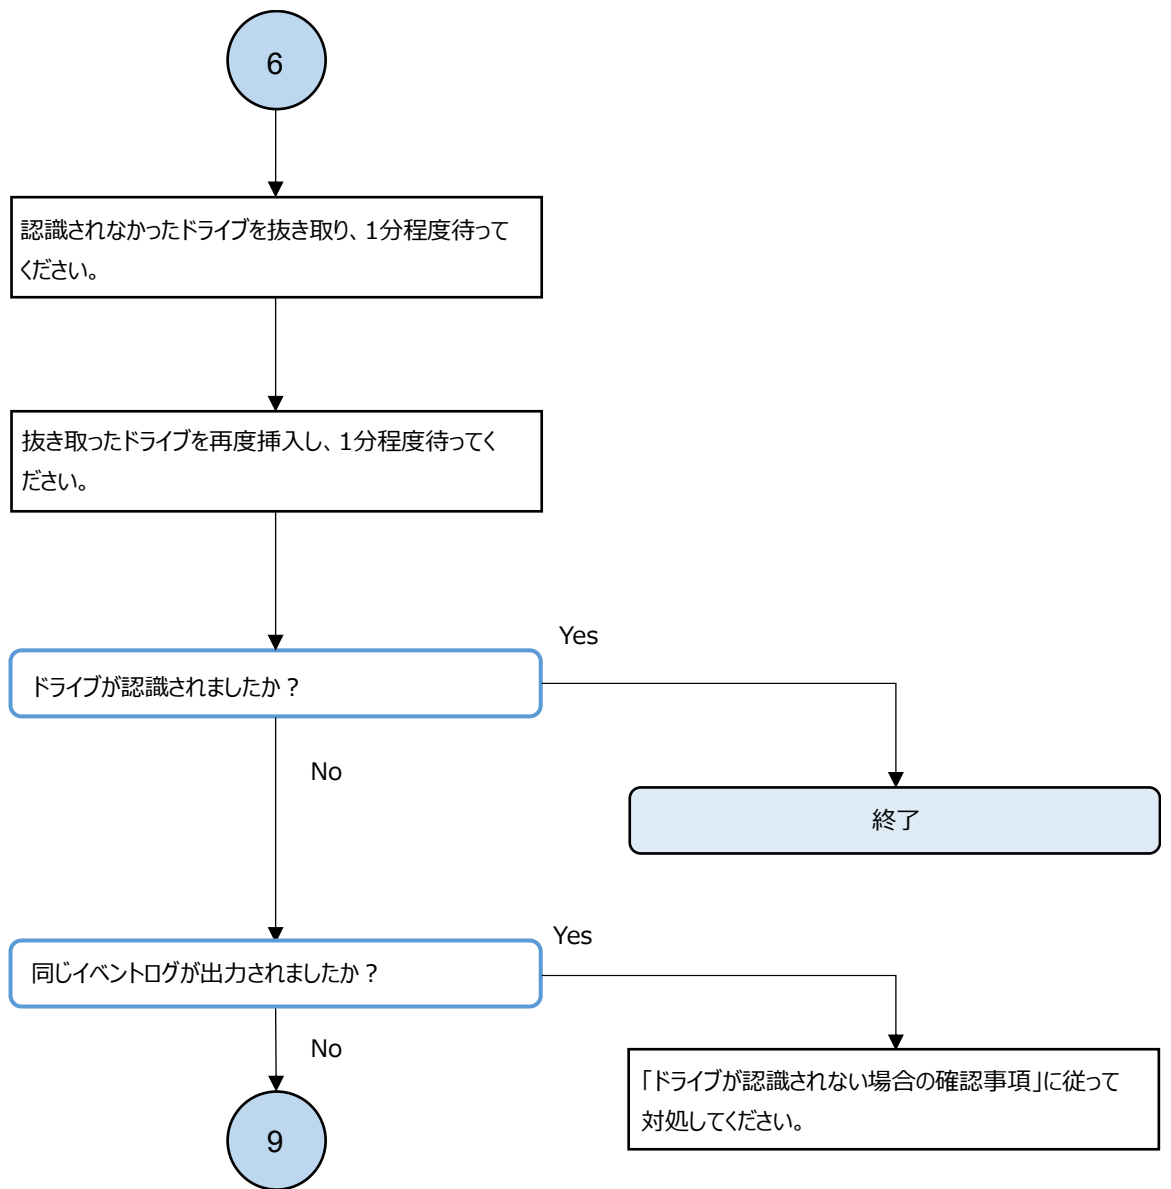 6
認識されなかったドライブを抜き取り、1分程度待って
ください。
抜き取ったドライブを再度挿入し、1分程度待ってく
ださい。
Yes
ドライブが認識されましたか？
No
終了
Yes
同じイベントログが出力されましたか？
No
「ドライブが認識されない場合の確認事項」に従って
対処してください。
9